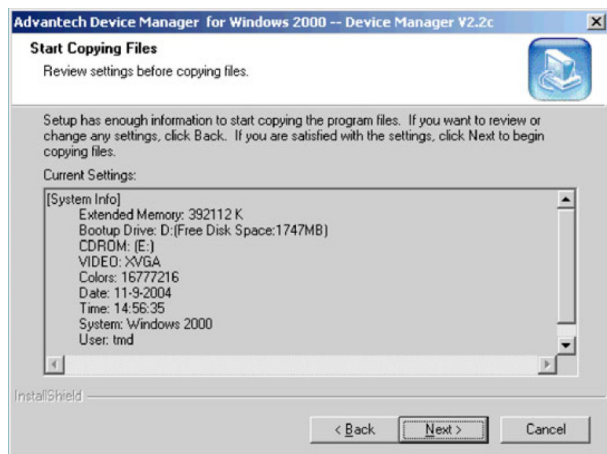 Advantech Device Manager for Windows 2000 -- Device Manager V2.2c
Start Copying Files
Review settings before copying files.
Setup has enough information to start copying the program files. If you want to review or
change any settings, click Back. If you are satisfied with the settings, click Next to begin
copying files.
Current Settings:
[System Info]
Extended Memory: 392112 K
Bootup Drive: D:(Free Disk Space:1747MB)
CDROM: (E:)
VIDEO: XVGA
Colors: 16777216
Date: 11-9-2004
Time: 14:56:35
System: Windows 2000
User: tmd
InstallShield
< Back
Next >
Cancel